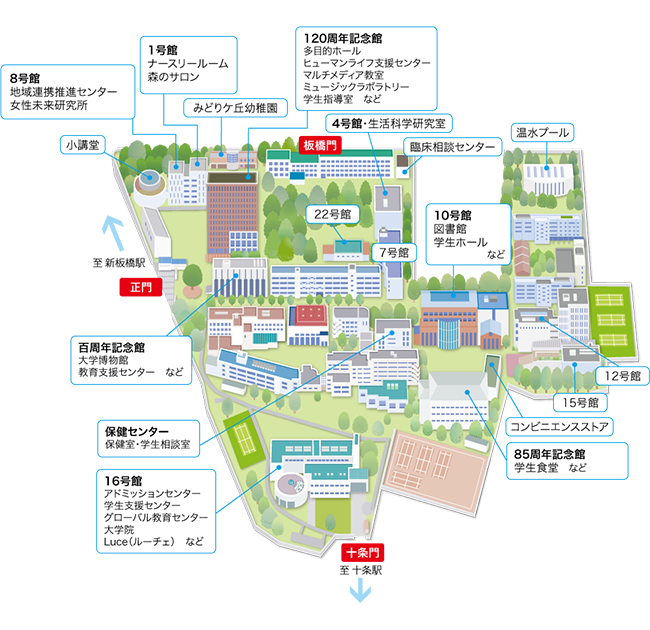 120周年記念館
多目的ホール
ヒューマンライフ支援センター
マルチメディア教室
ミュージックラボラトリー
学生指導室 など
1号館
ナースリールーム
森のサロン
8号館
地域連携推進センター
女性未来研究所
みどりケ丘幼稚園
4号館・生活科学研究室
小講堂
板橋門
臨床相談センター
温水プール
22号館
10号館
図書館
学生ホール
など
7号館
至 新板橋駅
正門
百周年記念館
大学博物館
教育支援センター など
12号館
15号館
保健センター
保健室・学生相談室
コンビニエンスストア
85周年記念館
学生食堂 など
16号館
アドミッションセンター
学生支援センター
グローバル教育センター
大学院
Luce（ルーチェ） など
十条門
至 十条駅